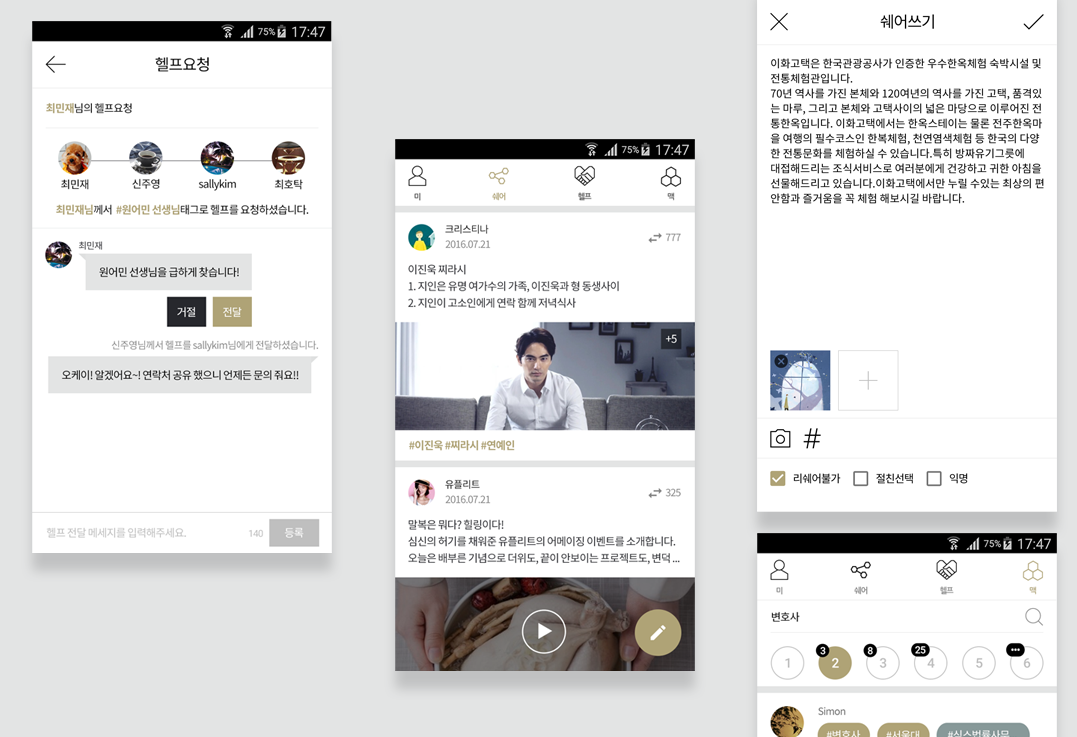 75% 17:47
헬프요청
최민재님의 헬프요청
최민재 신주영 sallykim 최호탁
최민재님께서 #원어민 선생님태그로 헬프를 요청하셨습니다.
최민재
원어민 선생님을 급하게 찾습니다!
거절 전달
신주영님께서 헬프를 sallykim님에게 전달하셨습니다.
오케이! 알겠어요~! 연락처 공유 했으니 언제든 문의 줘요!!
헬프 전달 메세지를 입력해주세요. 140 등록
75% 17:47
미 쉐어 헬프 맥
크리스티나
2016.07.21
777
이진욱 찌라시
1. 지인은 유명 여가수의 가족, 이진욱과 형 동생사이
2. 지인이 고소인에게 연락 함께 저녁식사
+5
#이진욱 #찌라시 #연예인
유플리트
2016.07.21
325
말복은 뭐다? 힐링이다!
심신의 허기를 채워준 유플리트의 어메이징 이벤트를 소개합니다.
오늘은 배부른 기념으로 더위도, 끝이 안보이는 프로젝트도, 변덕 ...
쉐어쓰기
이화고택은 한국관광공사가 인증한 우수한옥체험 숙박시설 및
전통체험관입니다.
70년 역사를 가진 본체와 120여년의 역사를 가진 고택, 품격있
는 마루, 그리고 본체와 고택사이의 넓은 마당으로 이루어진 전
통한옥입니다. 이화고택에서는 한옥스테이는 물론 전주한옥마
을 여행의 필수코스인 한복체험, 천연염색체험 등 한국의 다양
한 전통문화를 체험하실 수 있습니다.특히 방짜유기그릇에
대접해드리는 조식서비스로 여러분에게 건강하고 귀한 아침을
선물해드리고 있습니다.이화고택에서만 누릴 수있는 최상의 편
안함과 즐거움을 꼭 체험 해보시길 바랍니다.
#
리쉐어불가 절친선택 익명
75% 17:47
미 쉐어 헬프 맥
변호사
3 8 25 •••
1 2 3 4 5 6
Simon
#변호사 #서울대 #심스법률사무